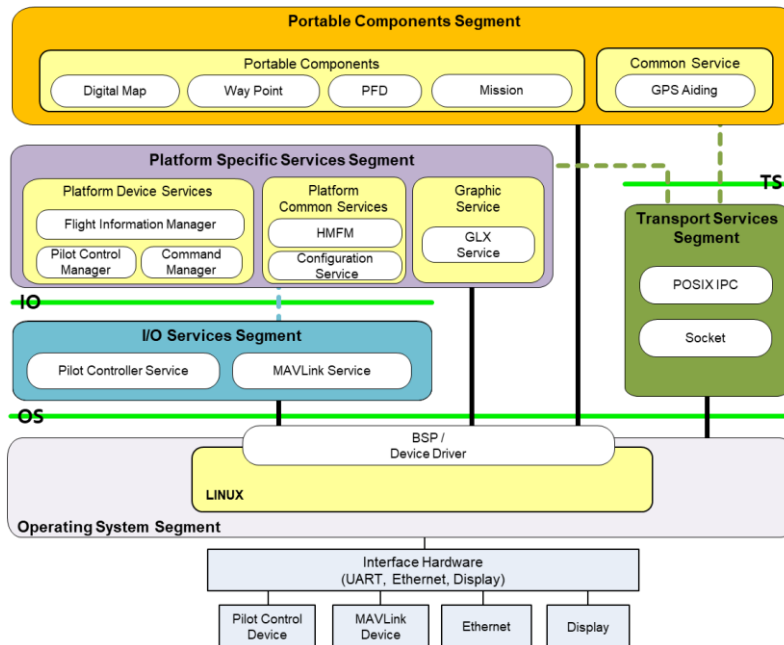 Portable Components Segment
Portable Components
Digital Map
Way Point
PFD
Mission
Common Service
GPS Aiding
Platform Specific Services Segment
Platform Device Services
Flight Information Manager
Pilot Control
Manager
Command
Manager
Platform
Common Services
HMFM
Configuration
Service
Graphic
Service
GLX
Service
TS
Transport Services
Segment
POSIX IPC
Socket
IO
I/O Services Segment
Pilot Controller Service
MAVLink Service
OS
BSP /
Device Driver
LINUX
Operating System Segment
Interface Hardware
(UART, Ethernet, Display)
Pilot Control
Device
MAVLink
Device
Ethernet
Display